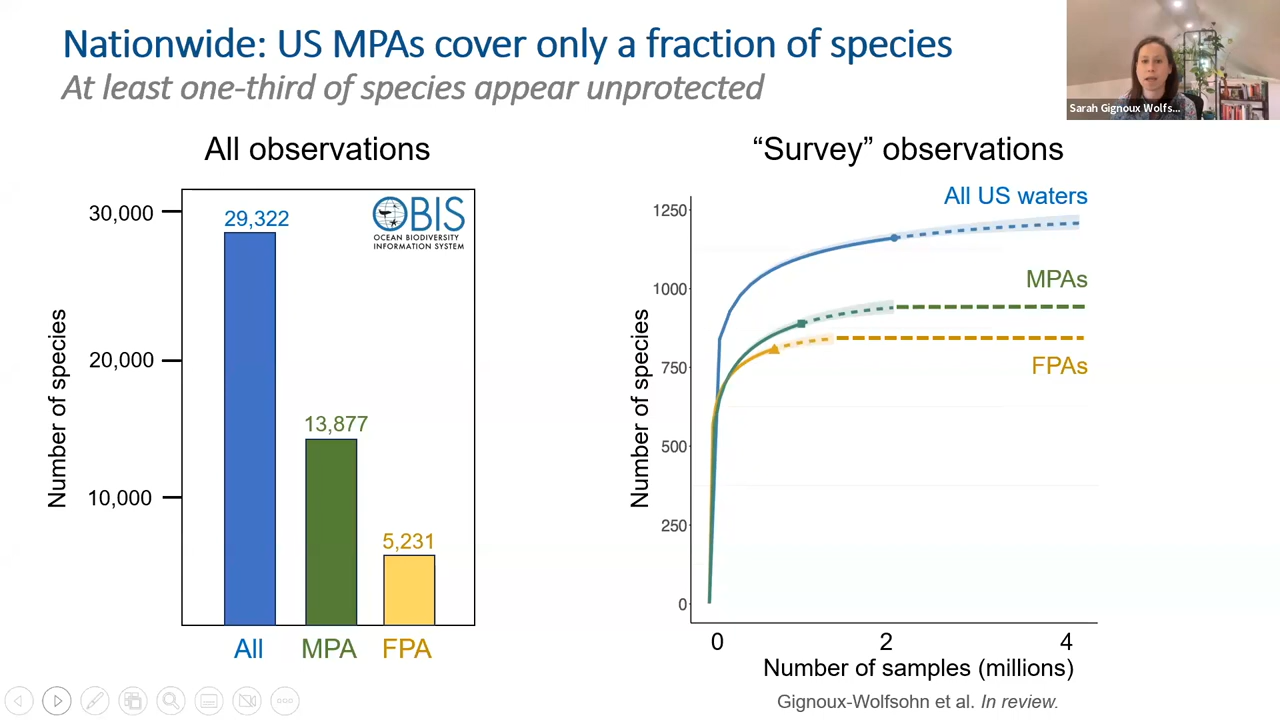 Nationwide: US MPAs cover only a fraction of species
At least one-third of species appear unprotected
Sarah Gignoux Wolfs...
All observations
30,000
20,000
10,000
Number of species
29,322
13,877
5,231
OBIS
OCEAN BIODIVERSITY
INFORMATION SYSTEM
All
MPA
FPA
“Survey” observations
All US waters
MPAs
FPAs
1250
1000
750
500
250
0
Number of species
0
2
4
Number of samples (millions)
Gignoux-Wolfsohn et al. In review.